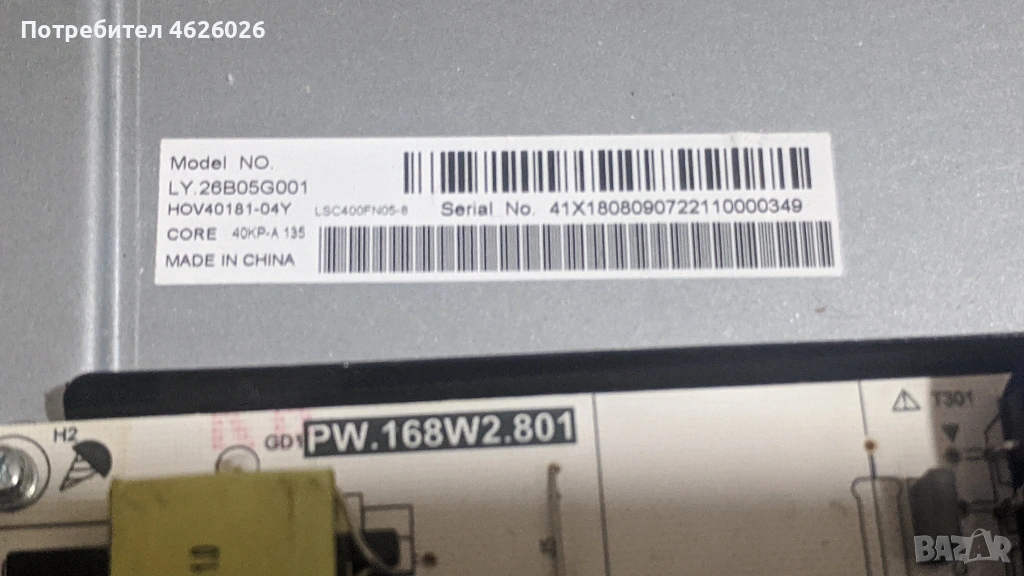 Потребител 4626026
Model NO.
LY.26B05G001
HOV40181-04Y LSC400FN05-8 Serial No. 41X1808090722110000349
CORE 40KP-A 135
MADE IN CHINA
H2
GD1 PW.168W2.801
T301
BAZAR